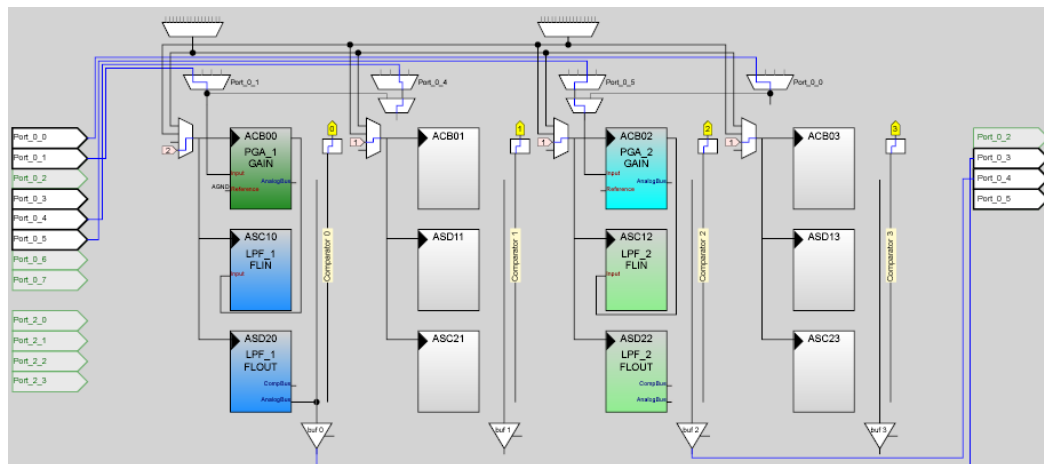 Port_0_1
Port_0_4
Port_0_5
Port_0_0
Port_0_0
Port_0_1
Port_0_2
Port_0_3
Port_0_4
Port_0_5
Port_0_6
Port_0_7
Port_2_0
Port_2_1
Port_2_2
Port_2_3
2
ACB00
PGA_1
GAIN
Input
AnalogBus
AGND
Reference
ASC10
LPF_1
FLIN
Input
ASD20
LPF_1
FLOUT
CompBus
AnalogBus
0
Comparator 0
buf 0
1
ACB01
ASD11
ASC21
1
Comparator 1
buf 1
1
ACB02
PGA_2
GAIN
Input
AnalogBus
Reference
ASC12
LPF_2
FLIN
Input
ASD22
LPF_2
FLOUT
CompBus
AnalogBus
2
Comparator 2
buf 2
1
ACB03
ASD13
ASC23
3
Comparator 3
buf 3
Port_0_2
Port_0_3
Port_0_4
Port_0_5